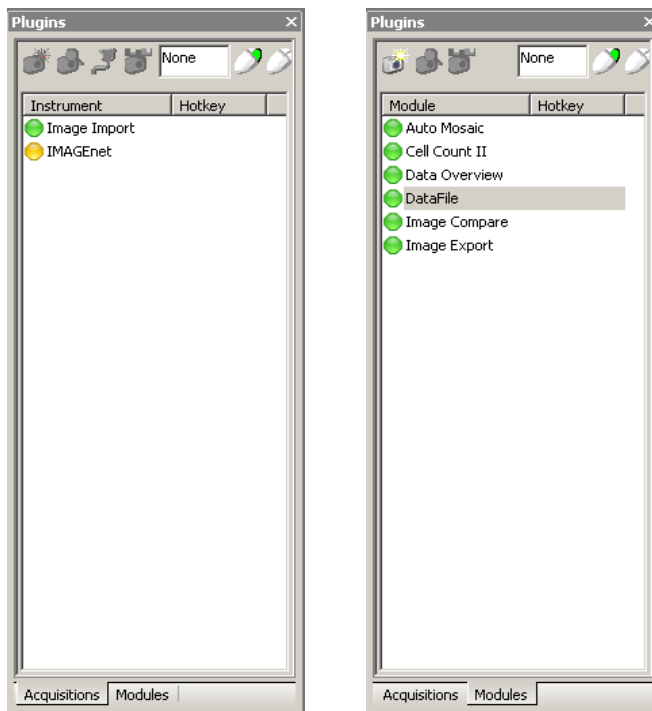 Plugins
None
Instrument Hotkey
Image Import
IMAGEnet
Acquisitions Modules
Plugins
None
Module Hotkey
Auto Mosaic
Cell Count II
Data Overview
DataFile
Image Compare
Image Export
Acquisitions Modules